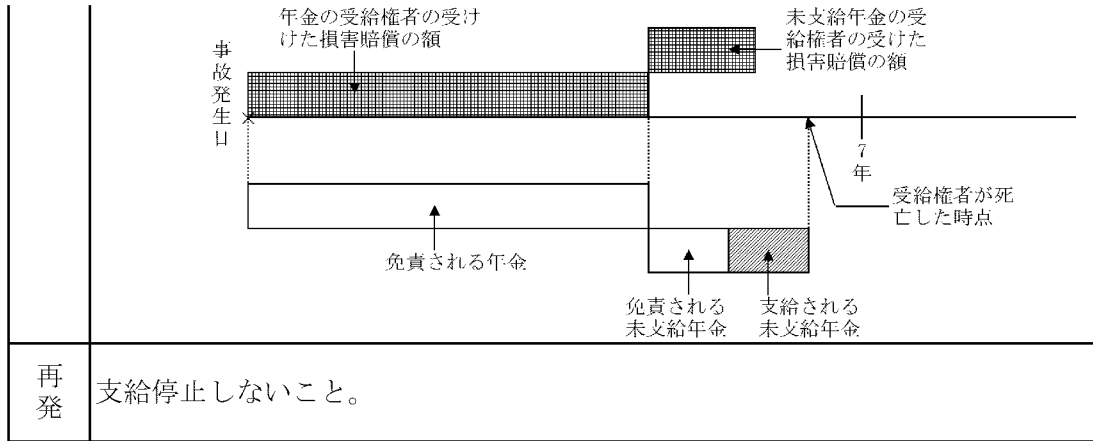 年金の受給権者の受け
けた損害賠償の額
未支給年金の受
給権者の受けた
損害賠償の額
事故発生日
7年
受給権者が死
亡した時点
免責される年金
免責される
未支給年金
支給される
未支給年金
再発
支給停止しないこと。